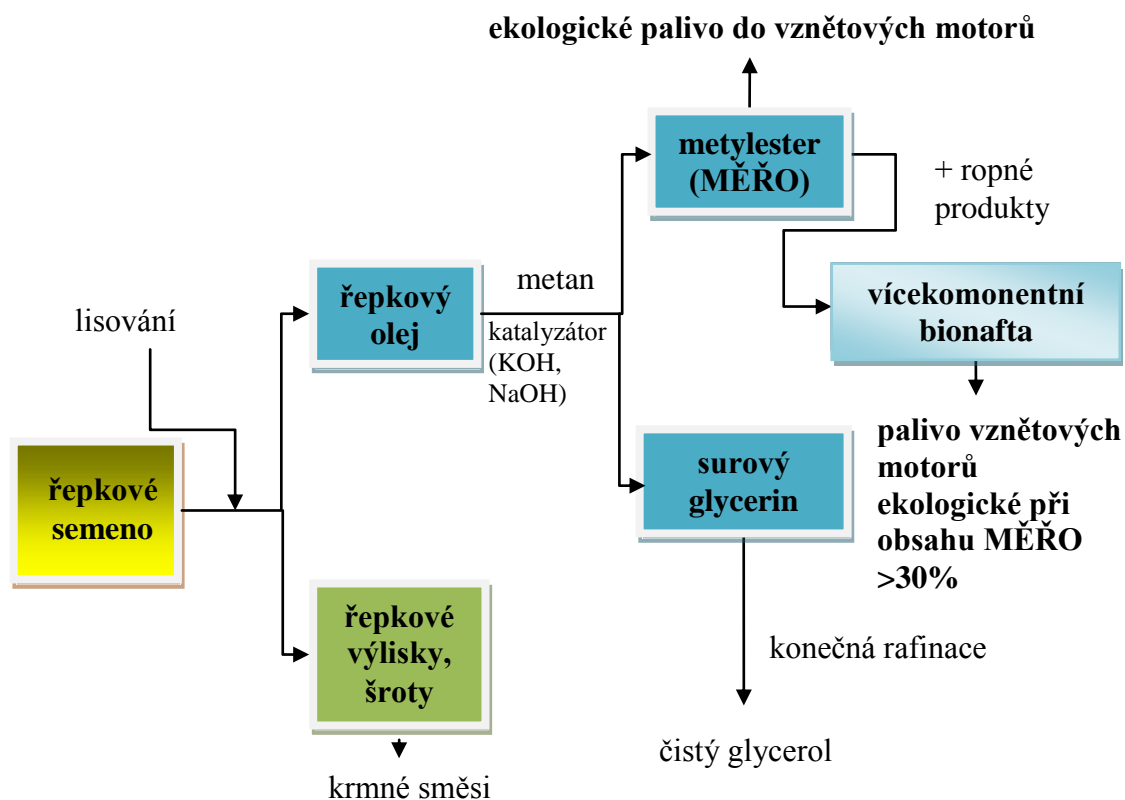 ekologické palivo do vznětových motorů
metylester
(MĚŘO)
+ ropné
produkty
řepkový
olej
metan
katalyzátor
(KOH,
NaOH)
vícekomonentní
bionafta
lisování
řepkové
semeno
surový
glycerin
palivo vznětových
motorů
ekologické při
obsahu MĚŘO
>30%
řepkové
výlisky,
šroty
konečná rafinace
čistý glycerol
krmné směsi